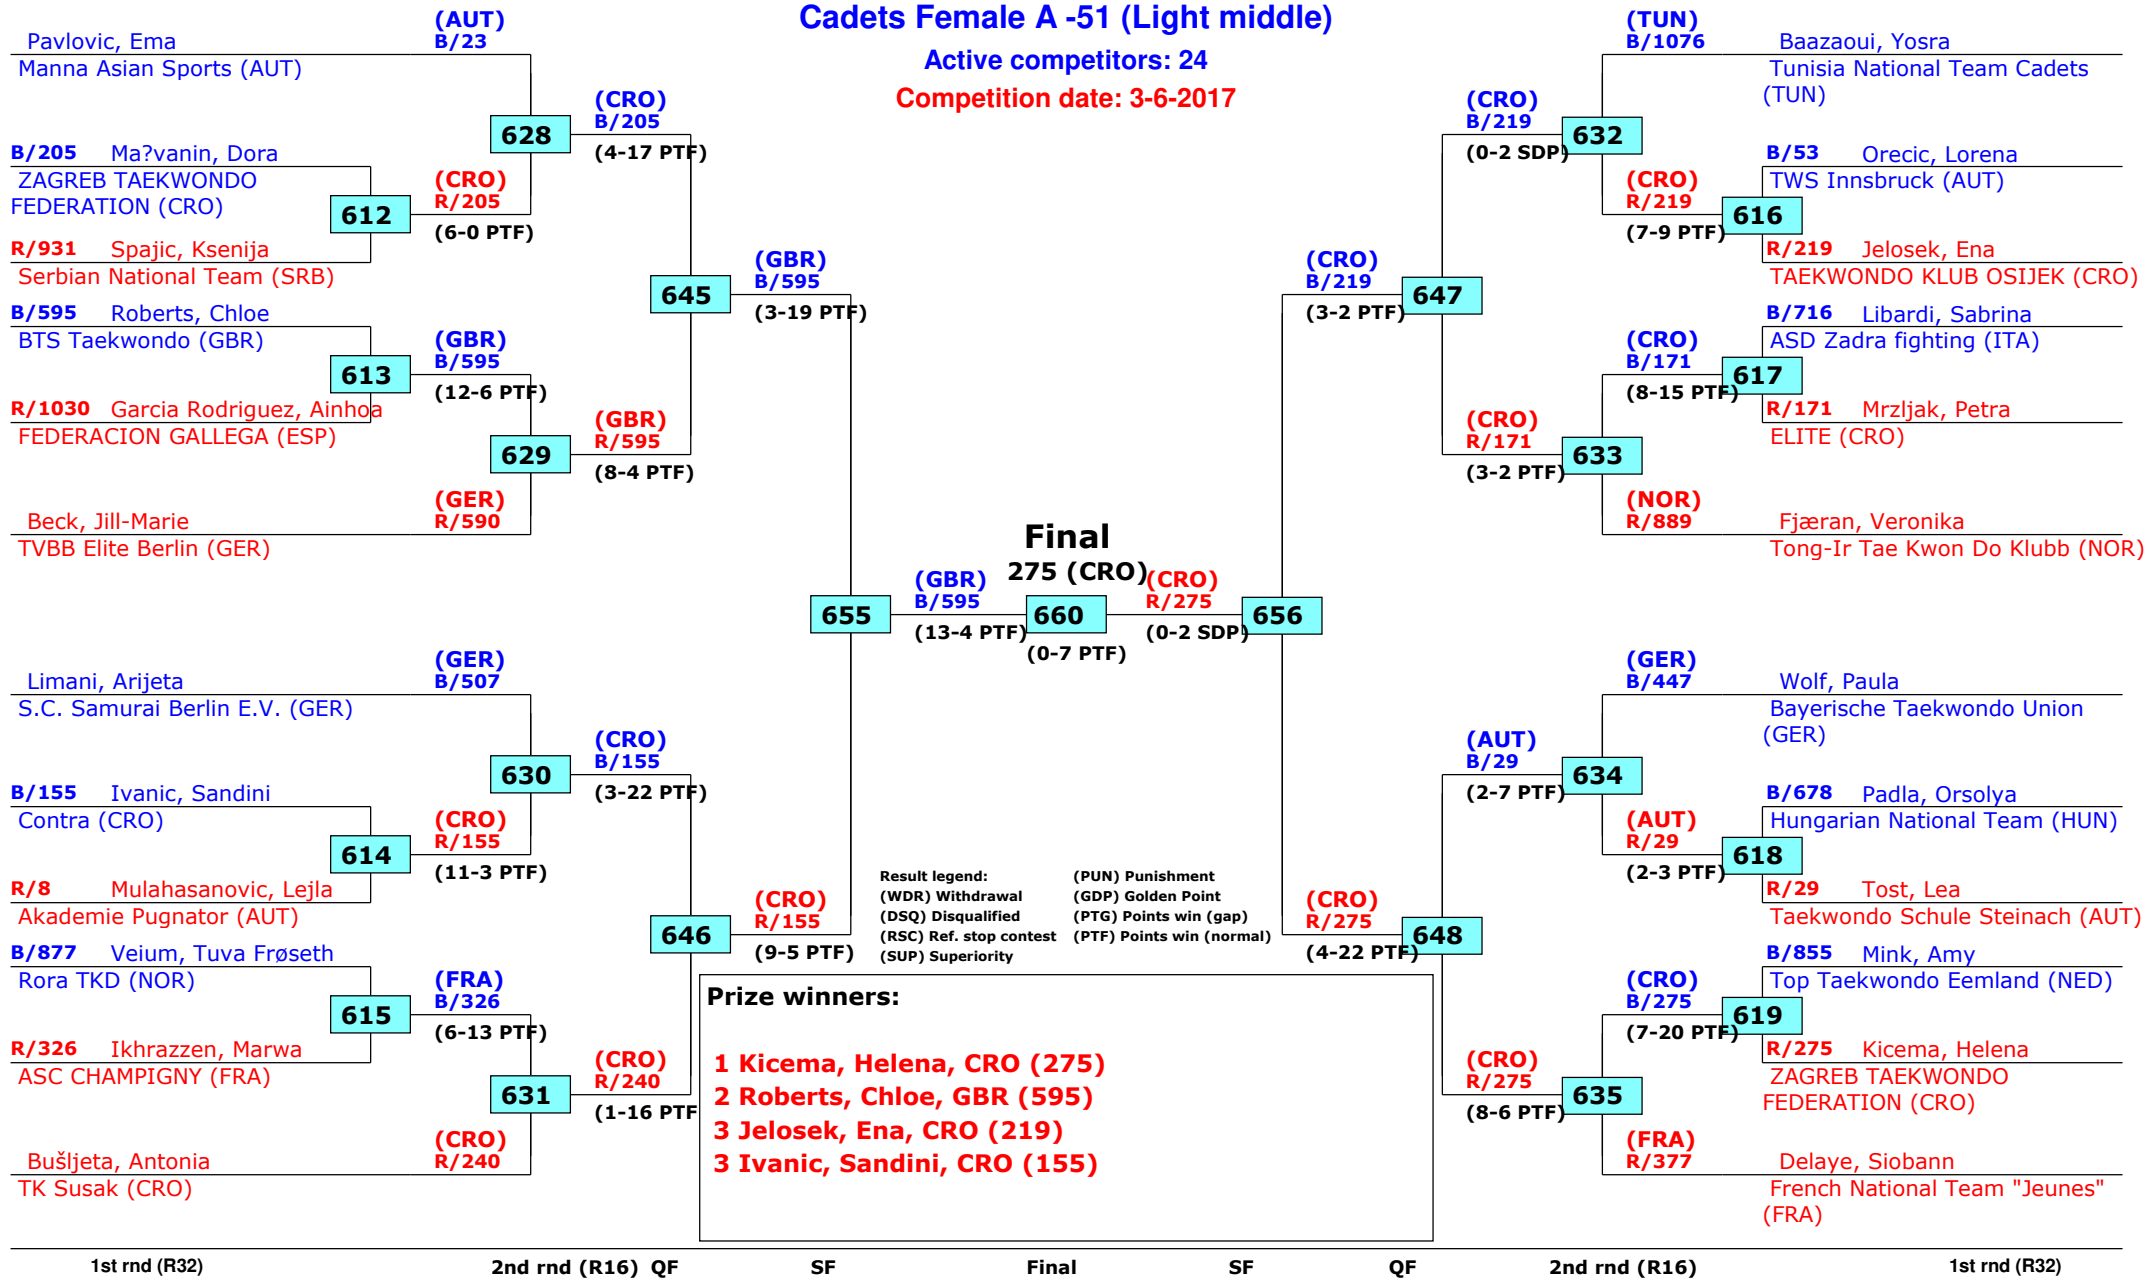 Cadets Female A -51 (Light middle)
Active competitors: 24
Competition date: 3-6-2017
Pavlovic, Ema
Manna Asian Sports (AUT)
(AUT)
B/23
B/205 Ma?vanin, Dora
ZAGREB TAEKWONDO
FEDERATION (CRO)
R/931 Spajic, Ksenija
Serbian National Team (SRB)
612
(CRO)
R/205
(6-0 PTF)
628
(CRO)
B/205
(4-17 PTF)
B/595 Roberts, Chloe
BTS Taekwondo (GBR)
R/1030 Garcia Rodriguez, Ainhoa
FEDERACION GALLEGA (ESP)
613
(GBR)
B/595
(12-6 PTF)
Beck, Jill-Marie
TVBB Elite Berlin (GER)
(GER)
R/590
629
(GBR)
R/595
(8-4 PTF)
645
(GBR)
B/595
(3-19 PTF)
Limani, Arijeta
S.C. Samurai Berlin E.V. (GER)
(GER)
B/507
B/155 Ivanic, Sandini
Contra (CRO)
R/8 Mulahasanovic, Lejla
Akademie Pugnator (AUT)
614
(CRO)
R/155
(11-3 PTF)
630
(CRO)
B/155
(3-22 PTF)
B/877 Veium, Tuva Frøseth
Rora TKD (NOR)
R/326 Ikhrazzen, Marwa
ASC CHAMPIGNY (FRA)
615
(FRA)
B/326
(6-13 PTF)
Bušljeta, Antonia
TK Susak (CRO)
(CRO)
R/240
631
(CRO)
R/240
(1-16 PTF
646
(CRO)
R/155
(9-5 PTF)
655
(GBR)
B/595
(13-4 PTF)
Final
275 (CRO)
660
(0-7 PTF)
(CRO)
R/275
(0-2 SDP)
656
(CRO)
B/219
(3-2 PTF)
647
(CRO)
B/219
(0-2 SDP)
632
(TUN)
B/1076
Baazaoui, Yosra
Tunisia National Team Cadets
(TUN)
(CRO)
R/219
(7-9 PTF)
616
B/53 Orecic, Lorena
TWS Innsbruck (AUT)
R/219 Jelosek, Ena
TAEKWONDO KLUB OSIJEK (CRO)
(CRO)
R/171
(3-2 PTF)
633
(CRO)
B/171
(8-15 PTF)
617
B/716 Libardi, Sabrina
ASD Zadra fighting (ITA)
R/171 Mrzljak, Petra
ELITE (CRO)
(NOR)
R/889
Fjæran, Veronika
Tong-Ir Tae Kwon Do Klubb (NOR)
(CRO)
R/275
(4-22 PTF)
648
(AUT)
B/29
(2-7 PTF)
634
(GER)
B/447
Wolf, Paula
Bayerische Taekwondo Union
(GER)
(AUT)
R/29
(2-3 PTF)
618
B/678 Padla, Orsolya
Hungarian National Team (HUN)
R/29 Tost, Lea
Taekwondo Schule Steinach (AUT)
(CRO)
R/275
(8-6 PTF)
635
(CRO)
B/275
(7-20 PTF)
619
B/855 Mink, Amy
Top Taekwondo Eemland (NED)
R/275 Kicema, Helena
ZAGREB TAEKWONDO
FEDERATION (CRO)
(FRA)
R/377
Delaye, Siobann
French National Team "Jeunes"
(FRA)
Result legend: (PUN) Punishment
(WDR) Withdrawal (GDP) Golden Point
(DSQ) Disqualified (PTG) Points win (gap)
(RSC) Ref. stop contest (PTF) Points win (normal)
(SUP) Superiority
Prize winners:
1 Kicema, Helena, CRO (275)
2 Roberts, Chloe, GBR (595)
3 Jelosek, Ena, CRO (219)
3 Ivanic, Sandini, CRO (155)
1st rnd (R32) 2nd rnd (R16) QF SF Final SF QF 2nd rnd (R16) 1st rnd (R32)